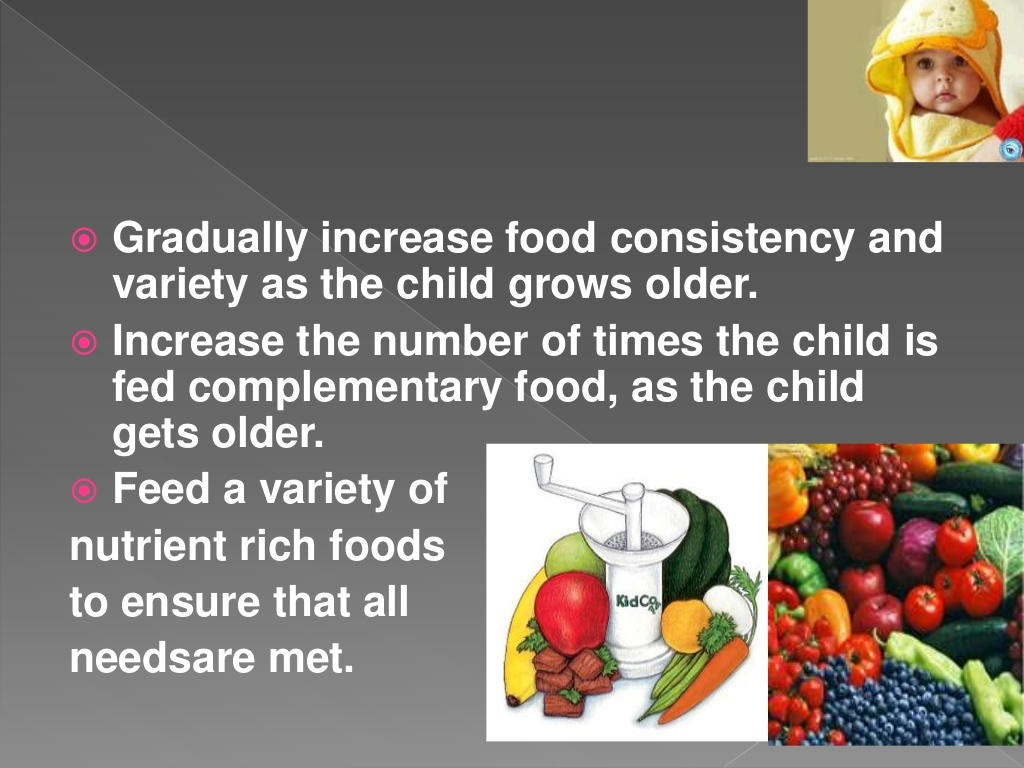 Gradually increase food consistency and
variety as the child grows older.
Increase the number of times the child is
fed complementary food, as the child
gets older.
Feed a variety of
nutrient rich foods
to ensure that all
needsare met.
KidCo